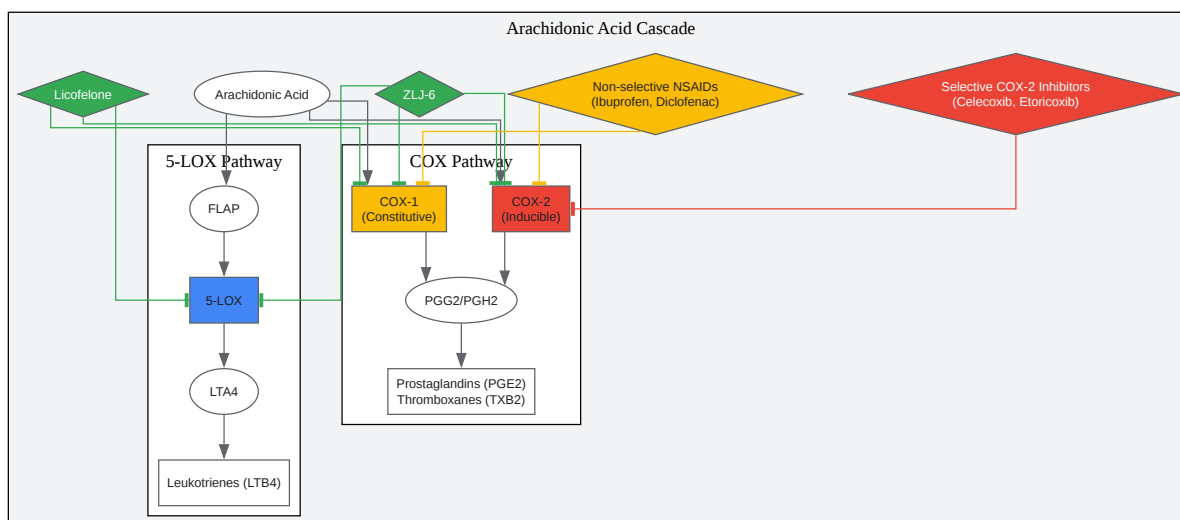 Arachidonic Acid Cascade
Licofelone
Arachidonic Acid
ZLJ-6
Non-selective NSAIDs
(Ibuprofen, Diclofenac)
Selective COX-2 Inhibitors
(Celecoxib, Etoricoxib)
5-LOX Pathway
COX Pathway
FLAP
COX-1
(Constitutive)
COX-2
(Inducible)
5-LOX
PGG2/PGH2
LTA4
Prostaglandins (PGE2)
Thromboxanes (TXB2)
Leukotrienes (LTB4)